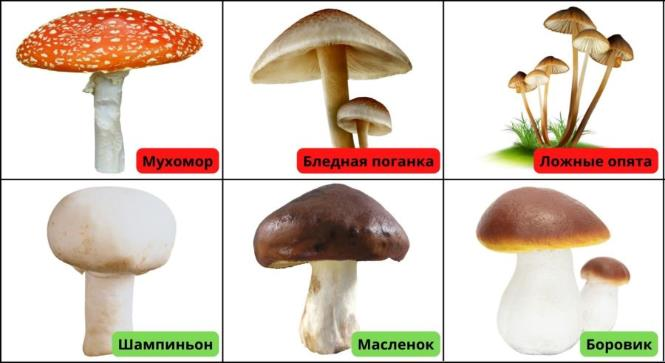 Мухомор
Бледная поганка
Ложные опята
Шампиньон
Масленок
Боровик